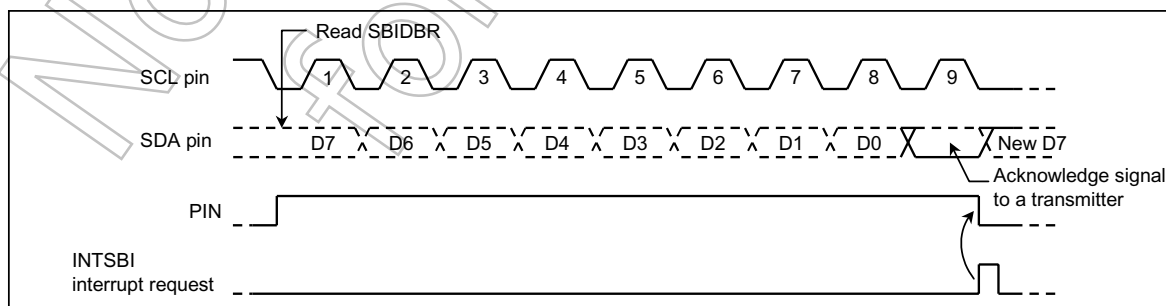 Read SBIDBR
SCL pin
1 2 3 4 5 6 7 8 9
SDA pin
D7 D6 D5 D4 D3 D2 D1 D0 New D7
Acknowledge signal
to a transmitter
PIN
INTSBI
interrupt request